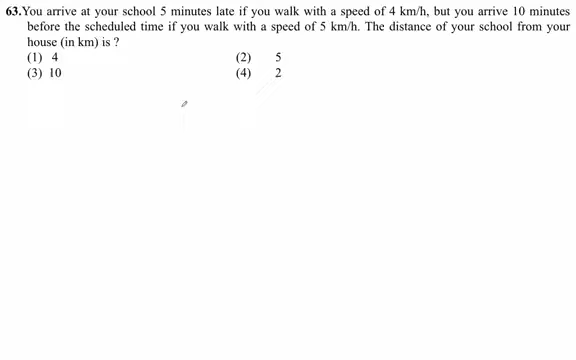 63.You arrive at your school 5 minutes late if you walk with a speed of 4 km/h, but you arrive 10 minutes
before the scheduled time if you walk with a speed of 5 km/h. The distance of your school from your
house (in km) is ?
(1) 4 (2) 5
(3) 10 (4) 2